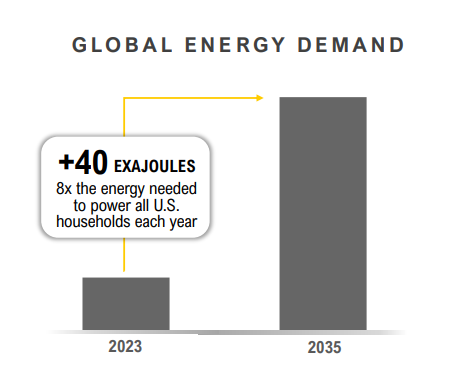 GLOBAL ENERGY DEMAND
+40 EXAJOULES
8x the energy needed
to power all U.S.
households each year
2023
2035